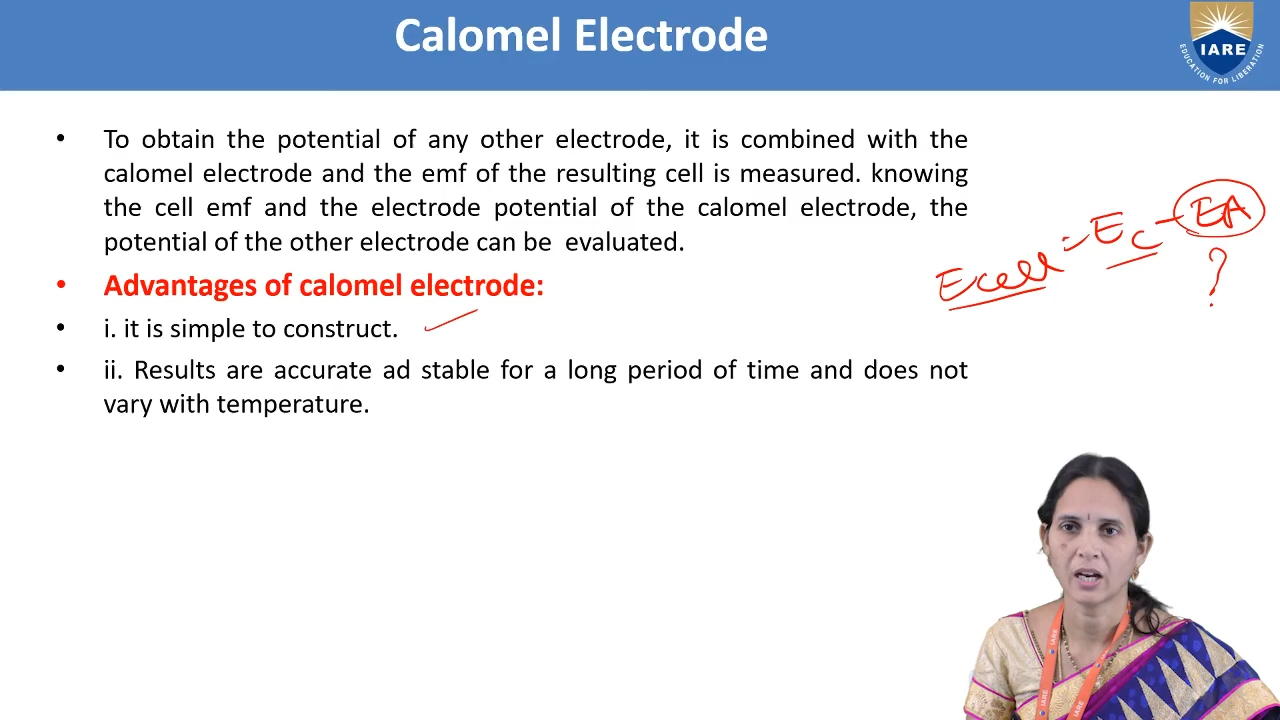 Calomel Electrode
IARE
EDUCATION FOR LIBERATION
• To obtain the potential of any other electrode, it is combined with the
calomel electrode and the emf of the resulting cell is measured. knowing
the cell emf and the electrode potential of the calomel electrode, the
potential of the other electrode can be evaluated.
Ecell = EC - EA
?
• Advantages of calomel electrode:
• i. it is simple to construct.
• ii. Results are accurate ad stable for a long period of time and does not
vary with temperature.
IARE
IARE